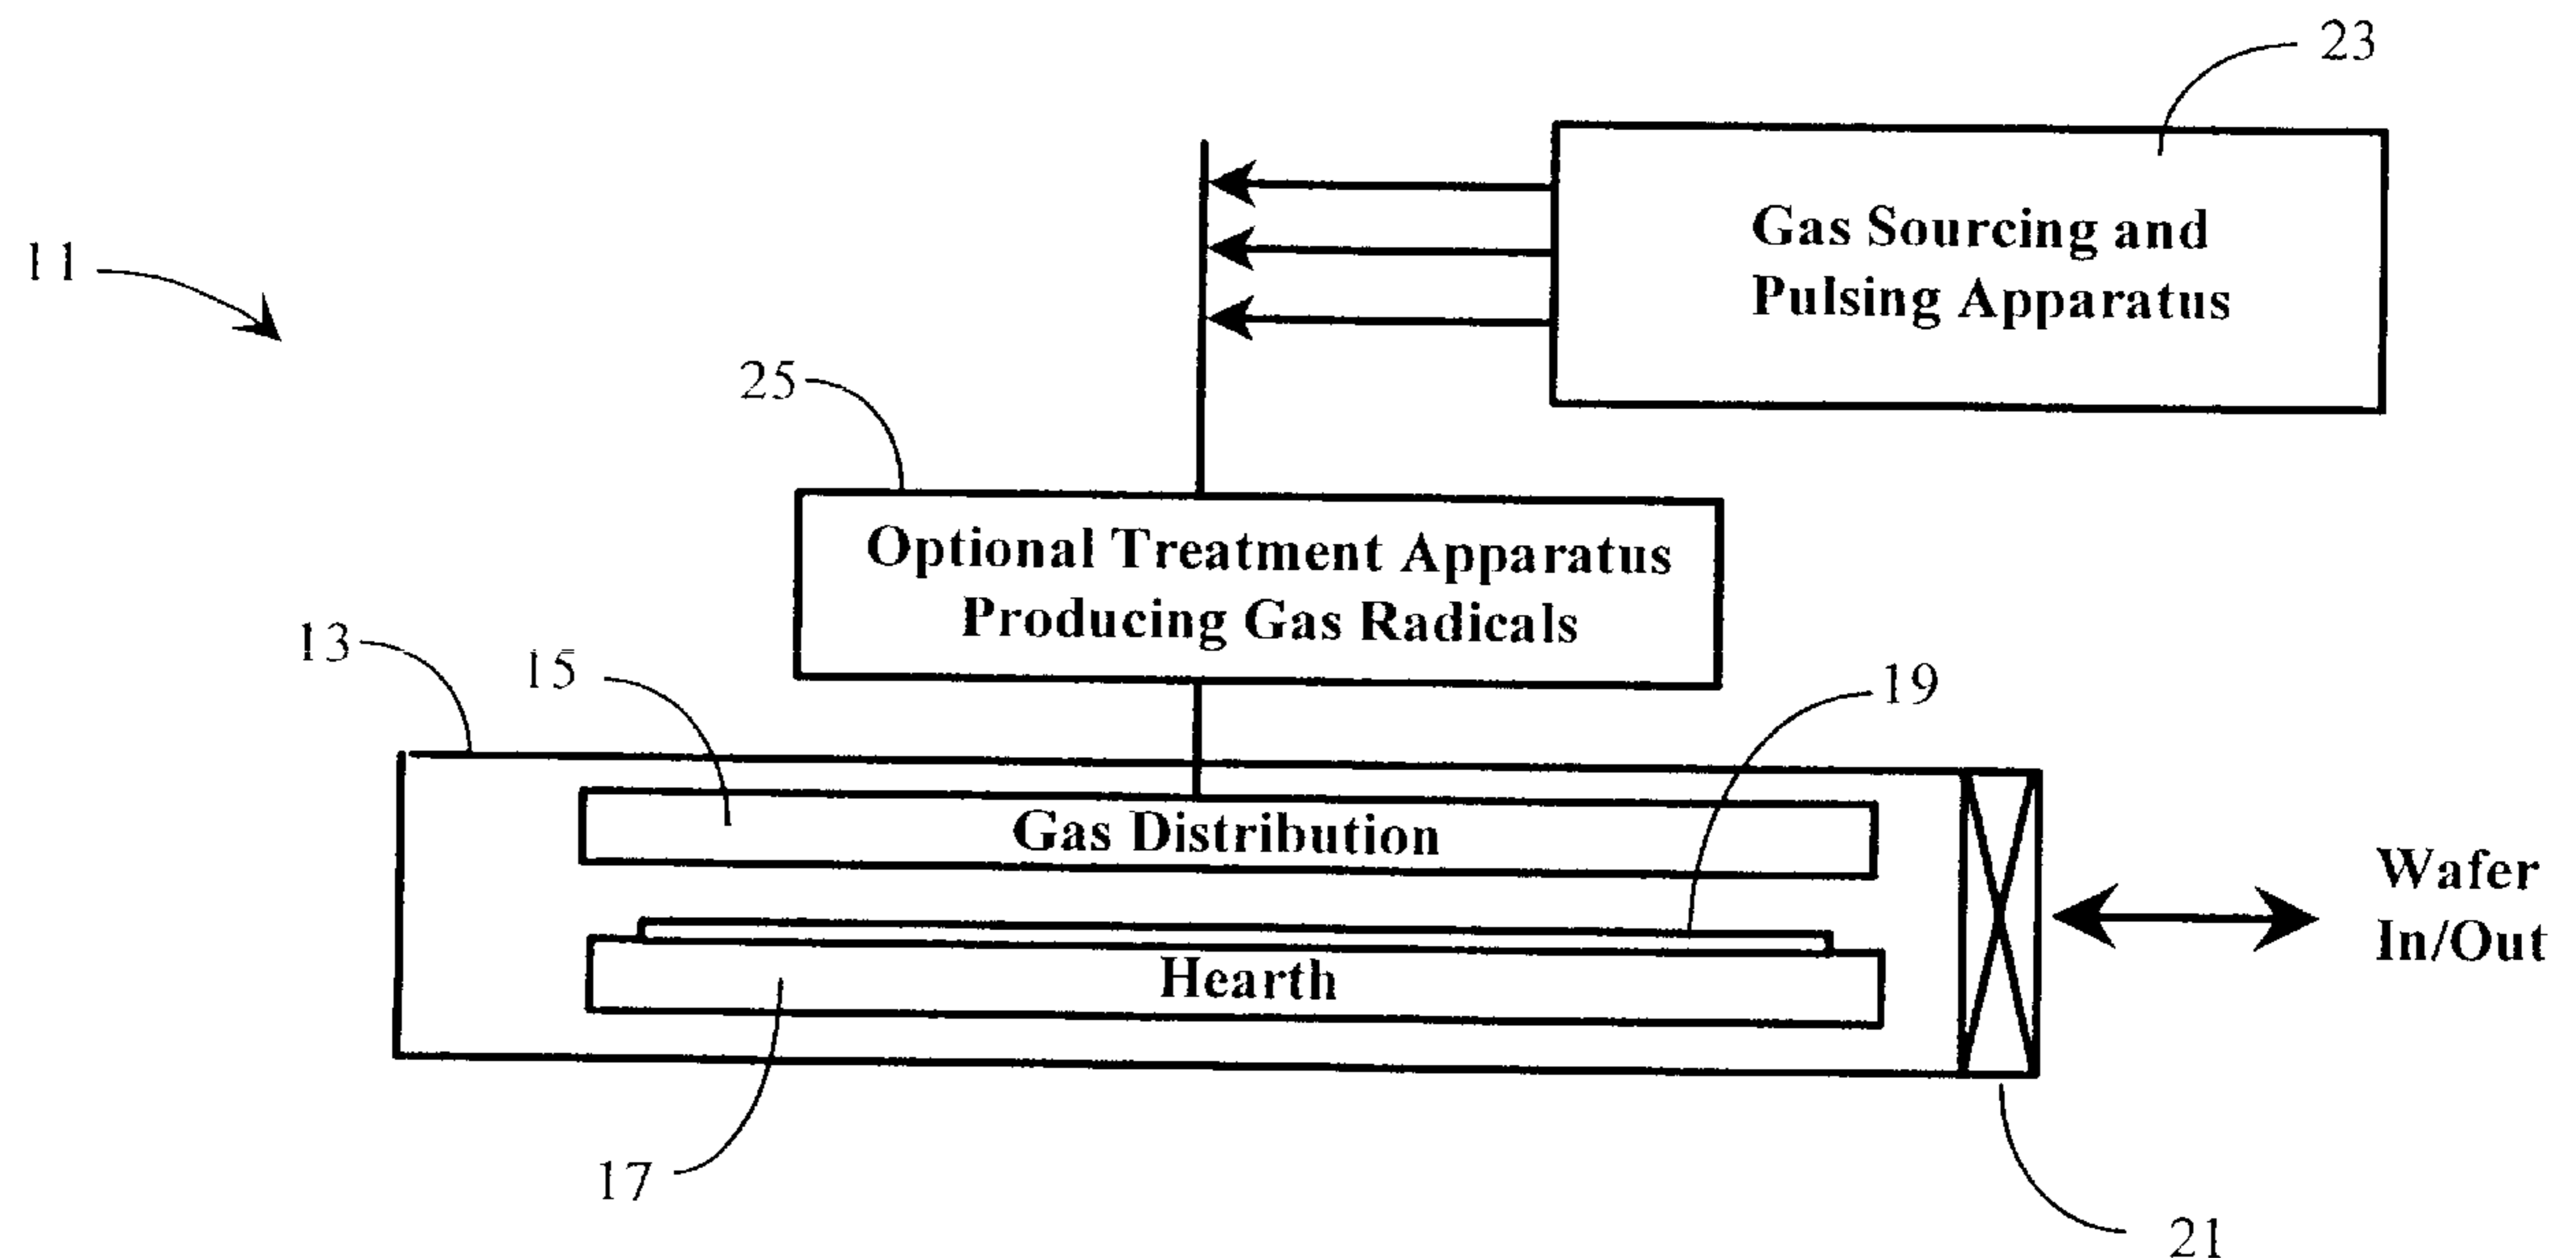 23
Gas Sourcing and
Pulsing Apparatus
11
25
Optional Treatment Apparatus
Producing Gas Radicals
13
15
19
Gas Distribution
Wafer
In/Out
Hearth
17
21